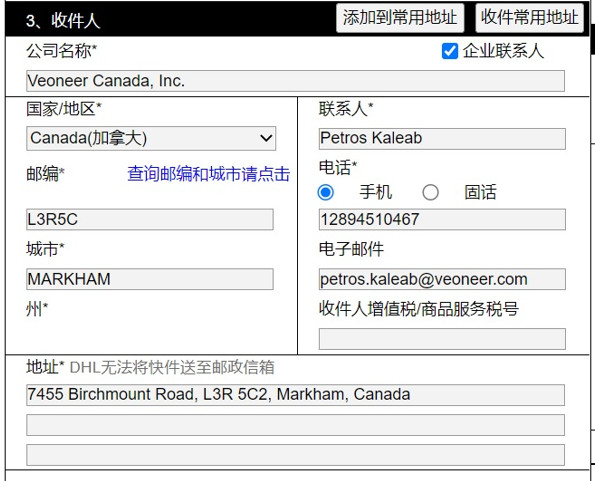 3、收件人
添加到常用地址
收件常用地址
公司名称*
企业联系人
Veoneer Canada, Inc.
国家/地区*
Canada(加拿大)
邮编*
查询邮编和城市请点击
L3R5C
城市*
MARKHAM
州*
联系人*
Petros Kaleab
电话*
手机
固话
12894510467
电子邮件
petros.kaleab@veoneer.com
收件人增值税/商品服务税号
地址* DHL无法将快件送至邮政信箱
7455 Birchmount Road, L3R 5C2, Markham, Canada